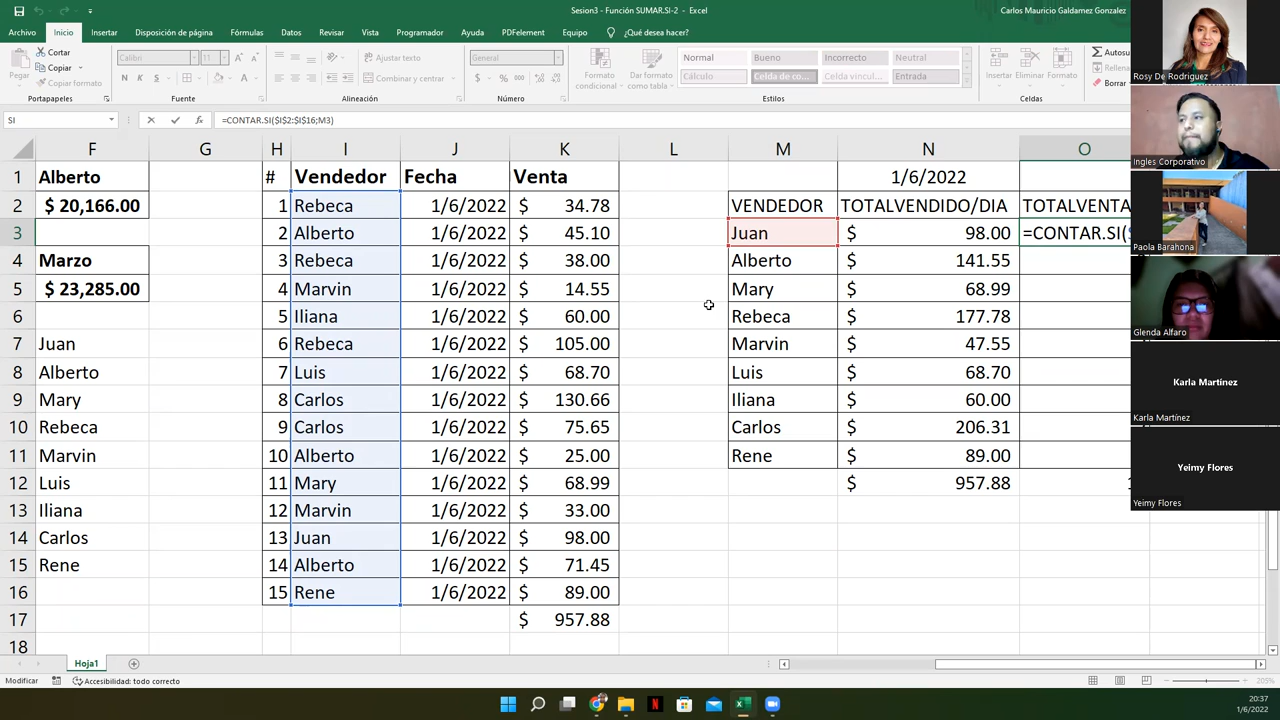 Sesion3 - Función SUMAR.SI-2 - Excel
Carlos Mauricio Galdamez Gonzalez
Archivo Inicio Insertar Disposición de página Fórmulas Datos Revisar Vista Programador Ayuda PDFelement Equipo ¿Qué desea hacer?
Pegar
Cortar
Copiar
Copiar formato
Portapapeles
Calibri 11
N K S
Fuente
Ajustar texto
Combinar y centrar
Alineación
General
Número
Formato condicional
Dar formato como tabla
Normal Bueno Incorrecto Neutral
Cálculo Celda de co... Celda vincul... Entrada
Estilos
Insertar Eliminar Formato
Celdas
Autosu
Rellena
Borrar
SI =CONTAR.SI($I$2:$I$16;M3)
F G H I J K L M N O
1 Alberto # Vendedor Fecha Venta 1/6/2022
2 $ 20,166.00 1 Rebeca 1/6/2022 $ 34.78 VENDEDOR TOTALVENDIDO/DIA TOTALVENTA
3 2 Alberto 1/6/2022 $ 45.10 Juan $ 98.00 =CONTAR.SI($
4 Marzo 3 Rebeca 1/6/2022 $ 38.00 Alberto $ 141.55
5 $ 23,285.00 4 Marvin 1/6/2022 $ 14.55 Mary $ 68.99
6 5 Iliana 1/6/2022 $ 60.00 Rebeca $ 177.78
7 Juan 6 Rebeca 1/6/2022 $ 105.00 Marvin $ 47.55
8 Alberto 7 Luis 1/6/2022 $ 68.70 Luis $ 68.70
9 Mary 8 Carlos 1/6/2022 $ 130.66 Iliana $ 60.00
10 Rebeca 9 Carlos 1/6/2022 $ 75.65 Carlos $ 206.31
11 Marvin 10 Alberto 1/6/2022 $ 25.00 Rene $ 89.00
12 Luis 11 Mary 1/6/2022 $ 68.99 $ 957.88
13 Iliana 12 Marvin 1/6/2022 $ 33.00
14 Carlos 13 Juan 1/6/2022 $ 98.00
15 Rene 14 Alberto 1/6/2022 $ 71.45
16 15 Rene 1/6/2022 $ 89.00
17 $ 957.88
18
Rosy De Rodriguez
Ingles Corporativo
Paola Barahona
Glenda Alfaro
Karla Martínez
Karla Martínez
Yeimy Flores
Yeimy Flores
Hoja1
Modificar Accesibilidad: todo correcto
205%
20:37
1/6/2022